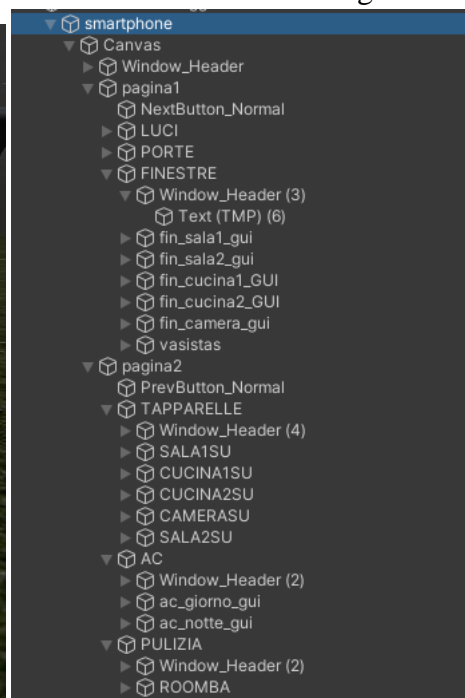 smartphone
Canvas
Window_Header
pagina1
NextButton_Normal
LUCI
PORTE
FINESTRE
Window_Header (3)
Text (TMP) (6)
fin_sala1_gui
fin_sala2_gui
fin_cucina1_GUI
fin_cucina2_GUI
fin_camera_gui
vasistas
pagina2
PrevButton_Normal
TAPPARELLE
Window_Header (4)
SALA1SU
CUCINA1SU
CUCINA2SU
CAMERASU
SALA2SU
AC
Window_Header (2)
ac_giorno_gui
ac_notte_gui
PULIZIA
Window_Header (2)
ROOMBA